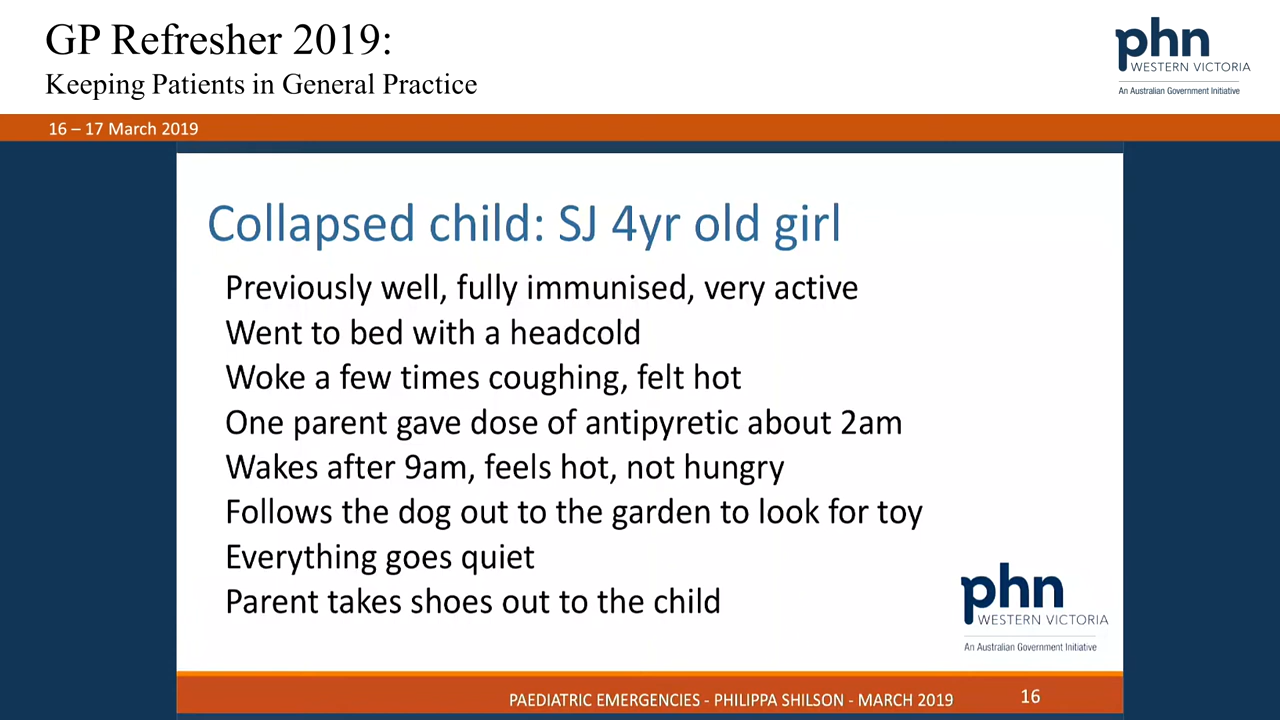 GP Refresher 2019:
Keeping Patients in General Practice
phn
WESTERN VICTORIA
An Australian Government Initiative
16 – 17 March 2019
Collapsed child: SJ 4yr old girl
Previously well, fully immunised, very active
Went to bed with a headcold
Woke a few times coughing, felt hot
One parent gave dose of antipyretic about 2am
Wakes after 9am, feels hot, not hungry
Follows the dog out to the garden to look for toy
Everything goes quiet
Parent takes shoes out to the child
phn
WESTERN VICTORIA
An Australian Government Initiative
PAEDIATRIC EMERGENCIES - PHILIPPA SHILSON - MARCH 2019
16